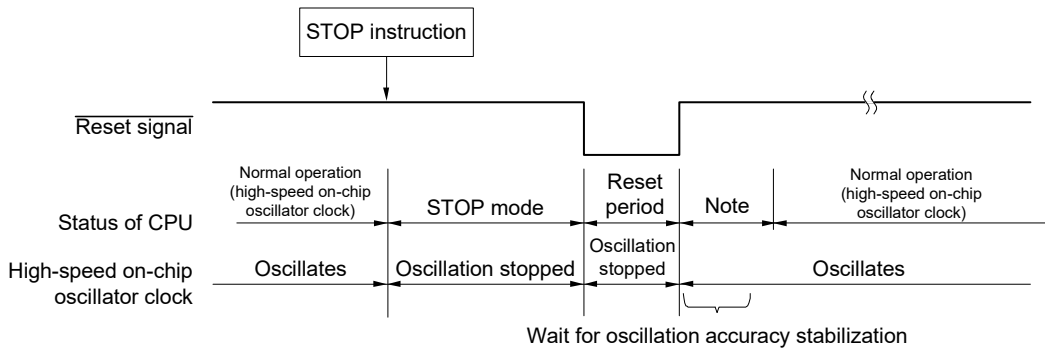 STOP instruction
Reset signal
Normal operation
(high-speed on-chip
oscillator clock)
Reset
period
Normal operation
(high-speed on-chip
oscillator clock)
Status of CPU
STOP mode
Note
High-speed on-chip
oscillator clock
Oscillates
Oscillation stopped
Oscillation
stopped
Oscillates
Wait for oscillation accuracy stabilization